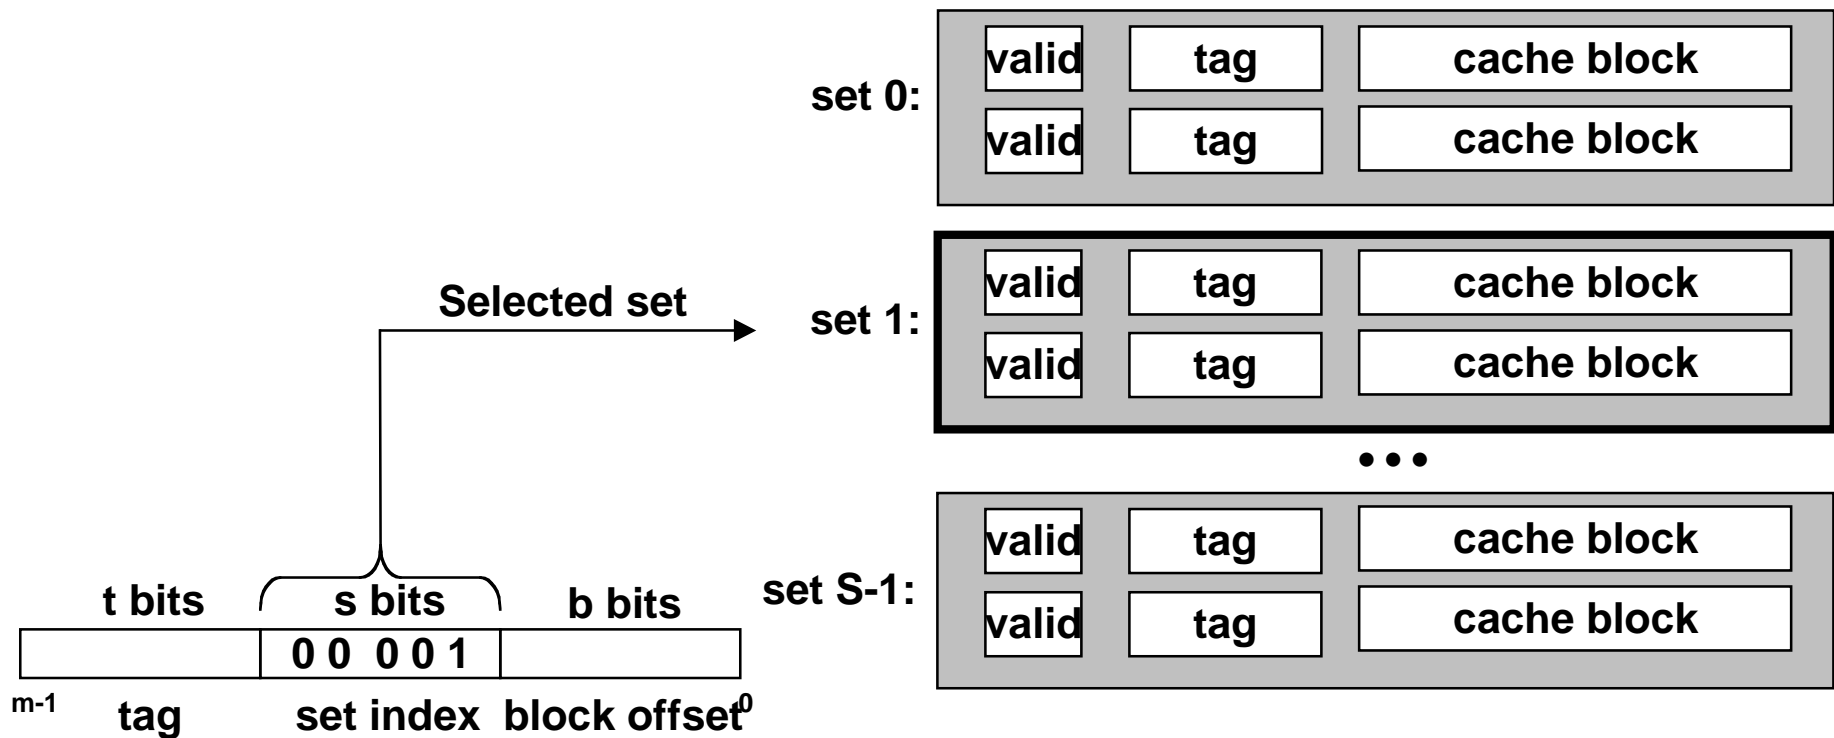 valid tag cache block
set 0:
valid tag cache block
valid tag cache block
Selected set
set 1:
valid tag cache block
•••
valid tag cache block
set S-1:
valid tag cache block
t bits s bits b bits
0 0 0 0 1
m-1 0
tag set index block offset